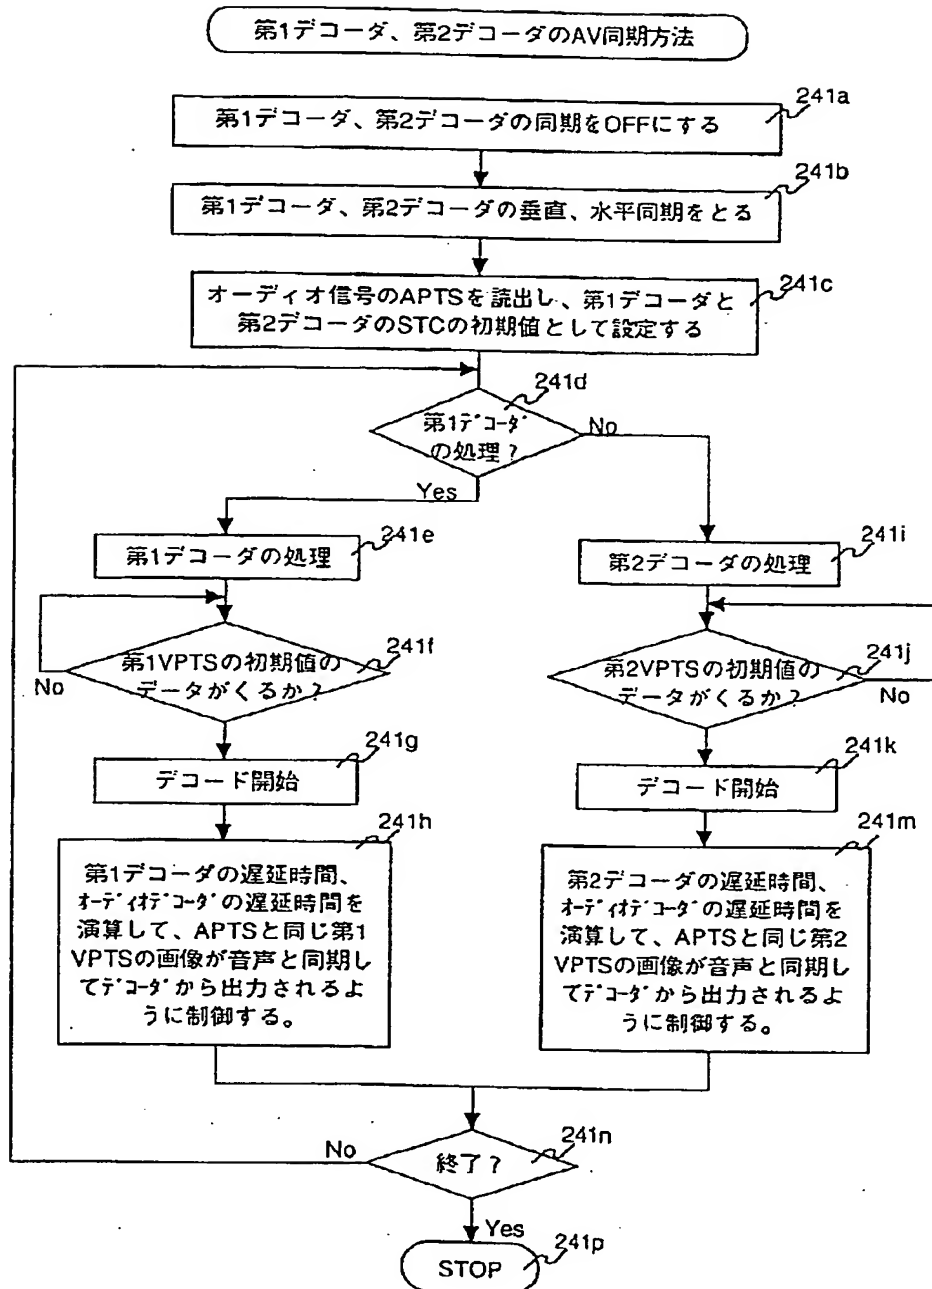 第1デコーダ、第2デコーダのAV同期方法
241a
第1デコーダ、第2デコーダの同期をOFFにする
241b
第1デコーダ、第2デコーダの垂直、水平同期をとる
241c
オーディオ信号のAPTSを読出し、第1デコーダと
第2デコーダのSTCの初期値として設定する
241d
第1ﾃﾞｺｰﾀﾞ
の処理？
No
Yes
241e
第1デコーダの処理
241i
第2デコーダの処理
241f
第1VPTSの初期値の
データがくるか？
No
241j
第2VPTSの初期値の
データがくるか？
No
241g
デコード開始
241k
デコード開始
241h
第1デコーダの遅延時間、
ｵｰﾃﾞｨｵﾃﾞｺｰﾀﾞの遅延時間を
演算して、APTSと同じ第1
VPTSの画像が音声と同期し
てﾃﾞｺｰﾀﾞから出力されるよ
うに制御する。
241m
第2デコーダの遅延時間、
ｵｰﾃﾞｨｵﾃﾞｺｰﾀﾞの遅延時間を
演算して、APTSと同じ第2
VPTSの画像が音声と同期し
てﾃﾞｺｰﾀﾞから出力されるよ
うに制御する。
No
241n
終了？
Yes
241p
STOP